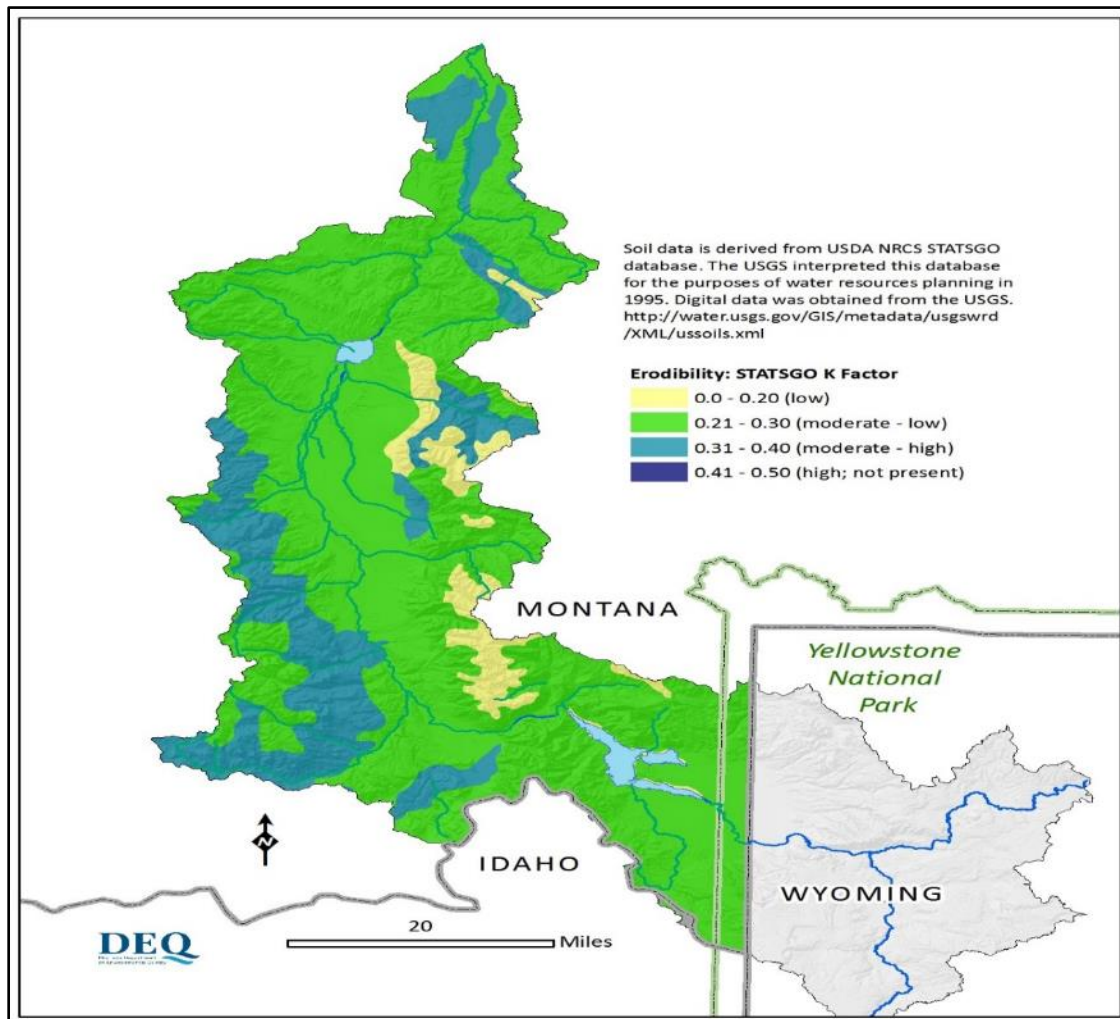 Soil data is derived from USDA NRCS STATSGO
database. The USGS interpreted this database
for the purposes of water resources planning in
1995. Digital data was obtained from the USGS.
http://water.usgs.gov/GIS/metadata/usgswrd
/XML/ussoils.xml
Erodibility: STATSGO K Factor
0.0 - 0.20 (low)
0.21 - 0.30 (moderate - low)
0.31 - 0.40 (moderate - high)
0.41 - 0.50 (high; not present)
MONTANA
Yellowstone
National
Park
N
IDAHO
WYOMING
20
Miles
DEQ